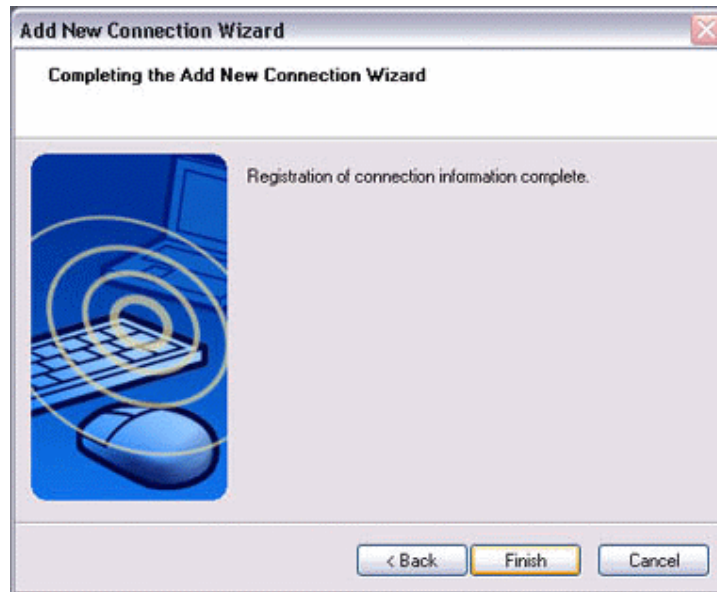 Add New Connection Wizard
Completing the Add New Connection Wizard
Registration of connection information complete.
< Back
Finish
Cancel